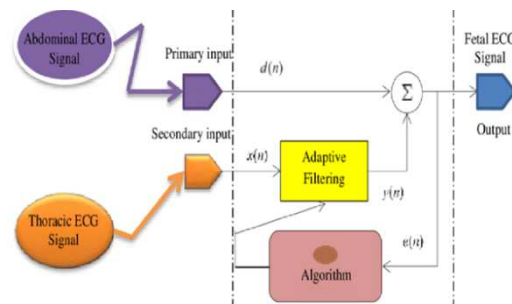 Abdominal ECG
Signal
Primary input
d(n)
Σ
Fetal ECG
Signal
Output
Secondary input
x(n)
Adaptive
Filtering
y(n)
Thoracic ECG
Signal
e(n)
Algorithm